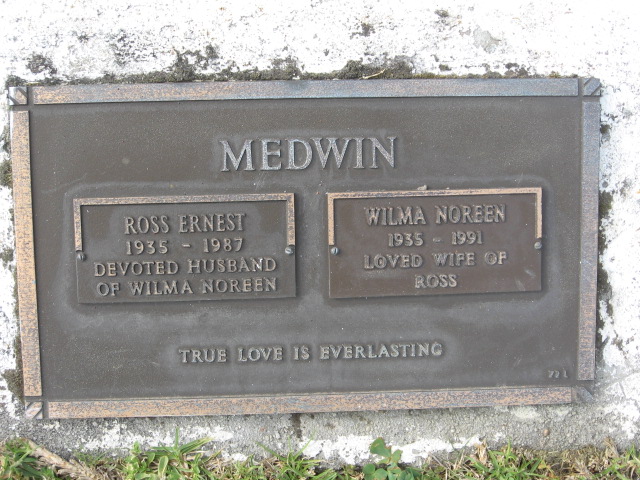 MEDWIN
ROSS ERNEST
1935 - 1987
DEVOTED HUSBAND
OF WILMA NOREEN
WILMA NOREEN
1935 - 1991
LOVED WIFE OF
ROSS
TRUE LOVE IS EVERLASTING